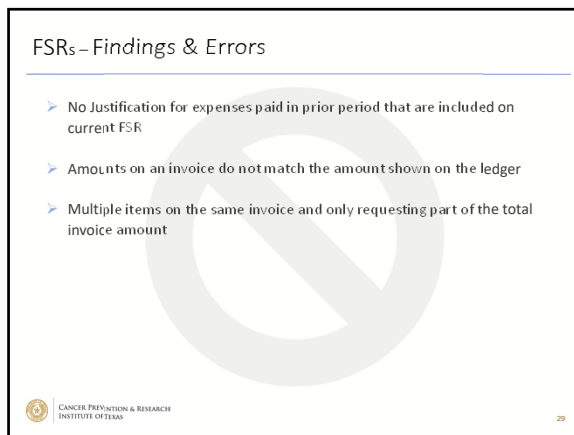 FSRs – Findings & Errors
➢ No Justification for expenses paid in prior period that are included on
current FSR
➢ Amounts on an invoice do not match the amount shown on the ledger
➢ Multiple items on the same invoice and only requesting part of the total
invoice amount
CANCER PREVENTION & RESEARCH
INSTITUTE OF TEXAS
29